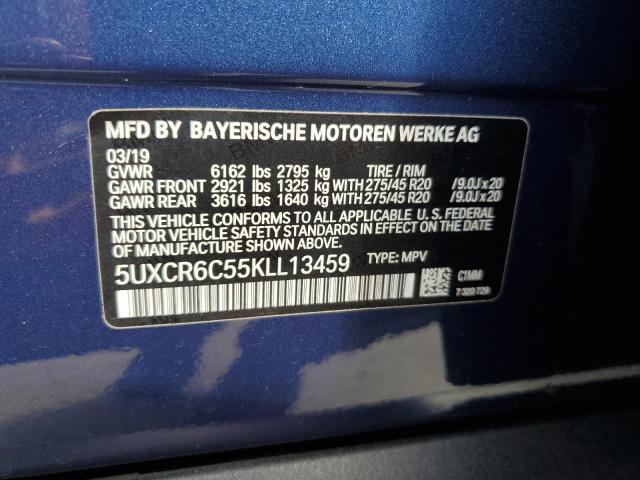 MFD BY BAYERISCHE MOTOREN WERKE AG
03/19
GVWR 6162 lbs 2795 kg TIRE / RIM
GAWR FRONT 2921 lbs 1325 kg WITH 275/45 R20 /9.0J x 20
GAWR REAR 3616 lbs 1640 kg WITH 275/45 R20 /9.0J x 20
THIS VEHICLE CONFORMS TO ALL APPLICABLE U. S. FEDERAL
MOTOR VEHICLE SAFETY STANDARDS IN EFFECT ON THE DATE
OF MANUFACTURE SHOWN ABOVE.
5UXCR6C55KLL13459 TYPE: MPV
C1MM
7 320 729